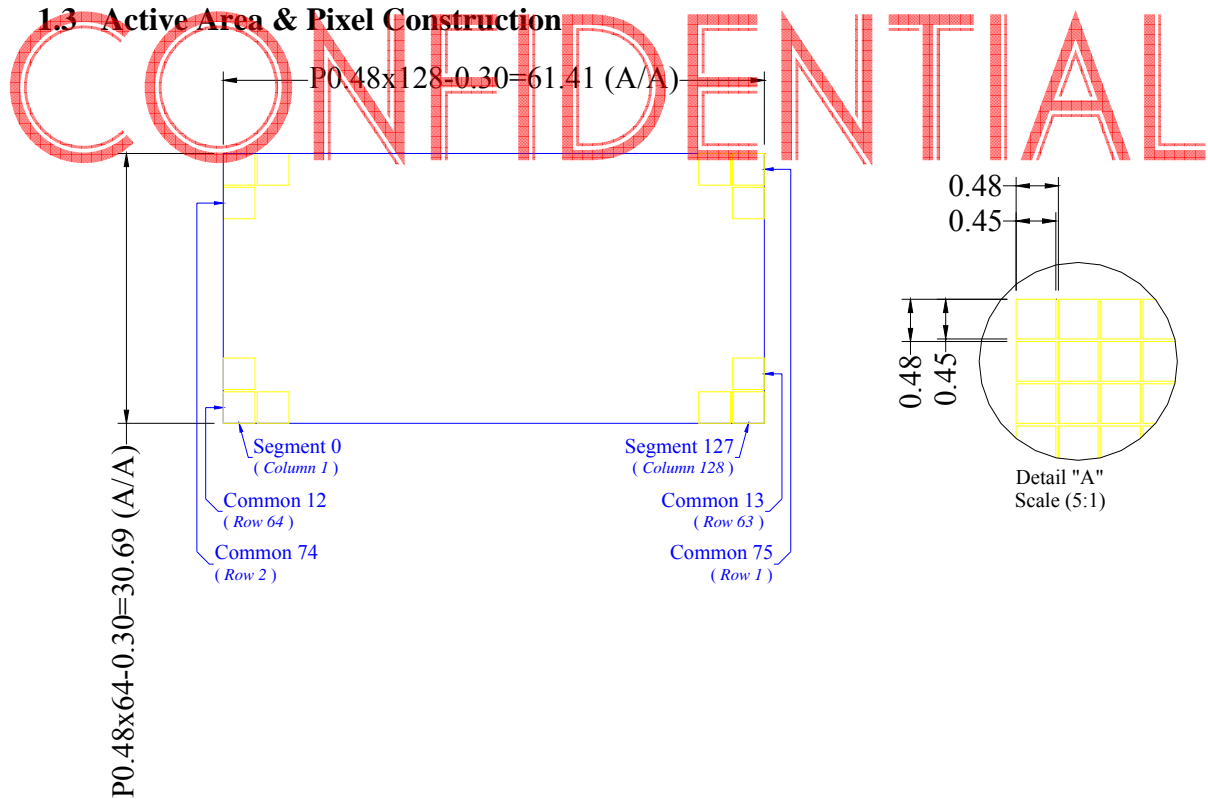 1.3 Active Area & Pixel Construction
CONFIDENTIAL
P0.48x128-0.30=61.41 (A/A)
0.48
0.45
0.48
0.45
Segment 0
( Column 1 )
Segment 127
( Column 128 )
Common 12
( Row 64 )
Common 13
( Row 63 )
Common 74
( Row 2 )
Common 75
( Row 1 )
Detail "A"
Scale (5:1)
P0.48x64-0.30=30.69 (A/A)